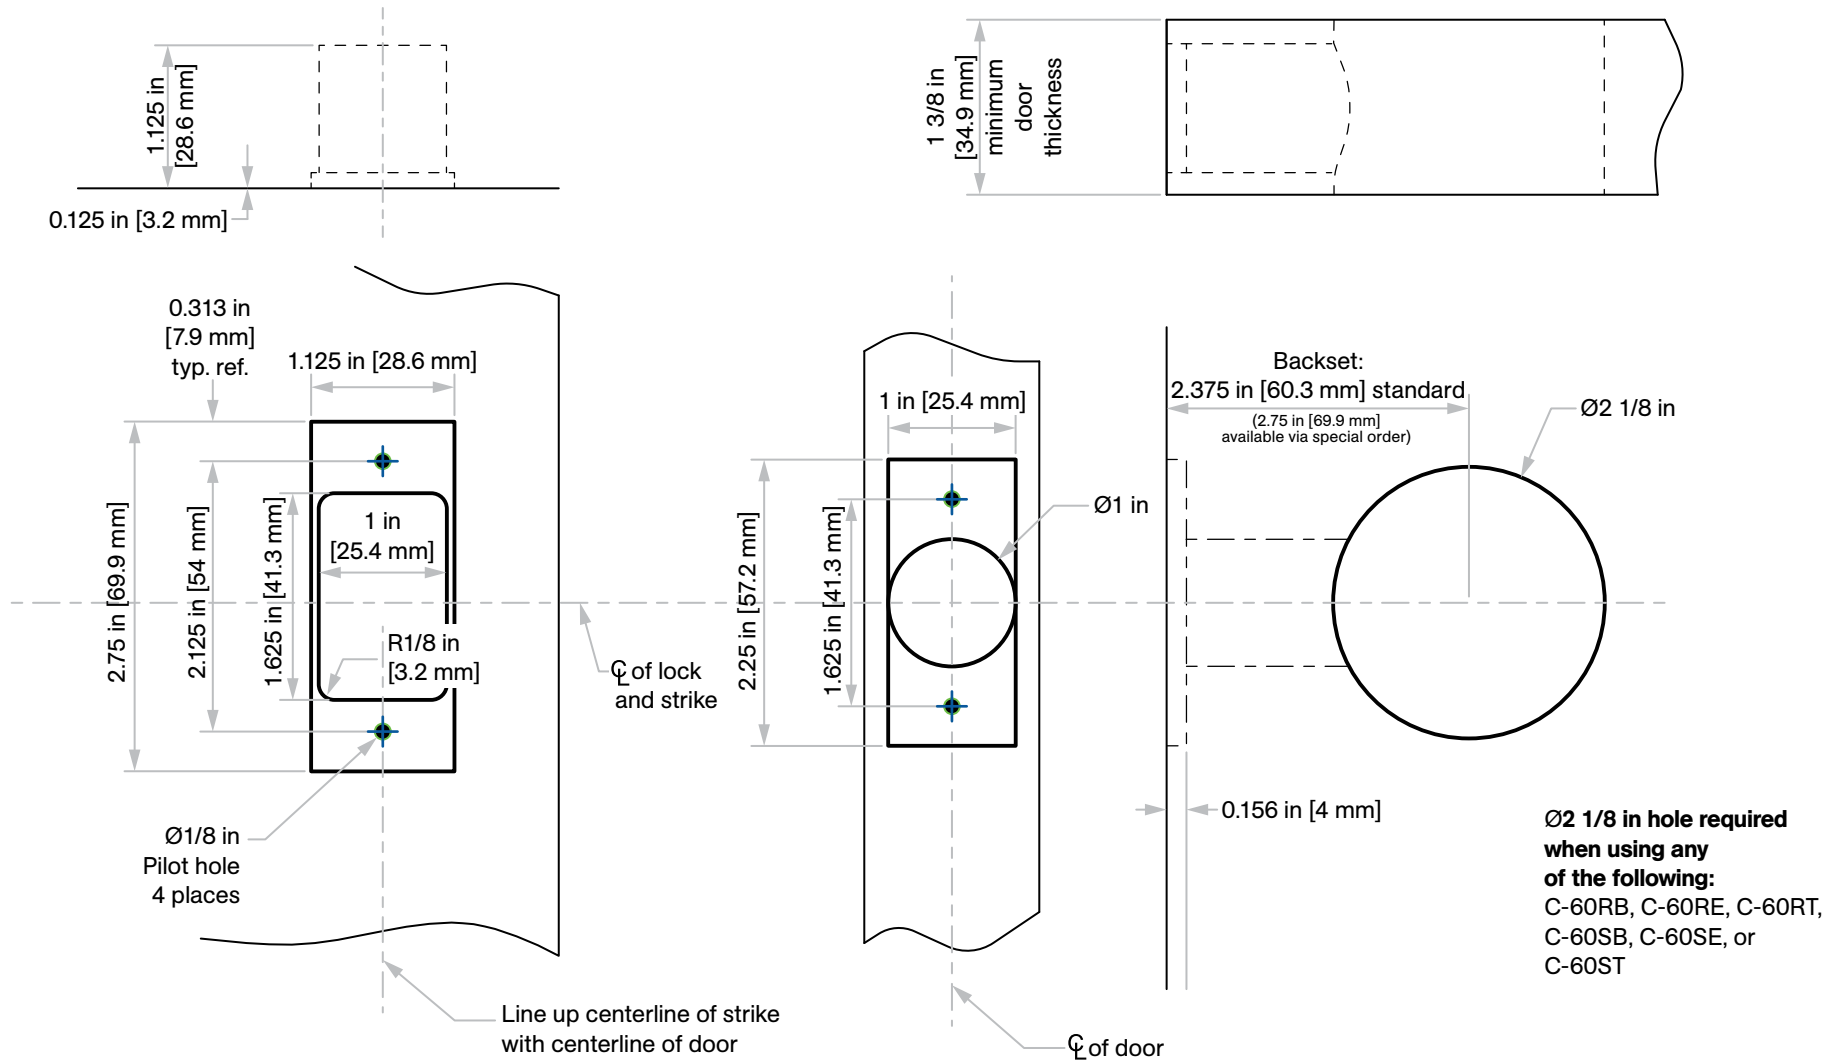 1.125 in
[28.6 mm]
0.125 in [3.2 mm]
1 3/8 in
[34.9 mm]
minimum
door
thickness
0.313 in
[7.9 mm]
typ. ref.
1.125 in [28.6 mm]
2.75 in [69.9 mm]
2.125 in [54 mm]
1.625 in [41.3 mm]
1 in
[25.4 mm]
R1/8 in
[3.2 mm]
Ø1/8 in
Pilot hole
4 places
℄ of lock
and strike
Line up centerline of strike
with centerline of door
1 in [25.4 mm]
2.25 in [57.2 mm]
1.625 in [41.3 mm]
Ø1 in
℄ of door
Backset:
2.375 in [60.3 mm] standard
(2.75 in [69.9 mm]
available via special order)
Ø2 1/8 in
0.156 in [4 mm]
Ø2 1/8 in hole required
when using any
of the following:
C-60RB, C-60RE, C-60RT,
C-60SB, C-60SE, or
C-60ST